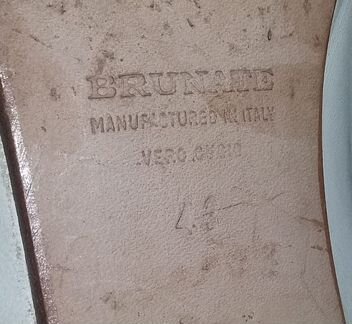 BRUNATE
MANUFACTURED IN ITALY
VERO CUOIO